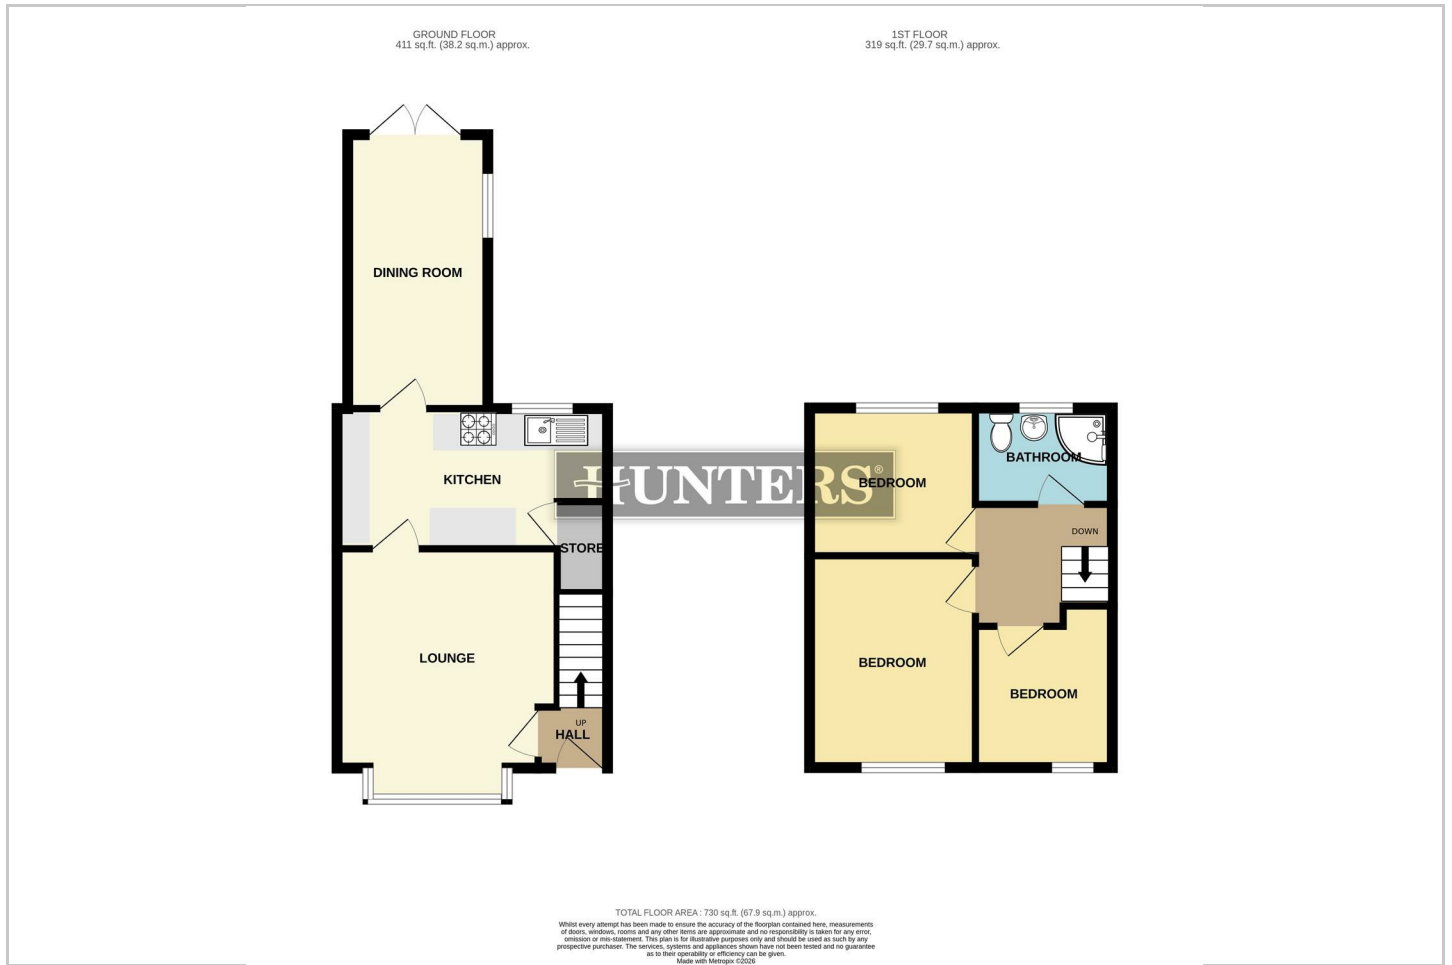 GROUND FLOOR
411 sq.ft. (38.2 sq.m.) approx.
1ST FLOOR
319 sq.ft. (29.7 sq.m.) approx.
DINING ROOM
KITCHEN
STORE
LOUNGE
UP
HALL
HUNTERS®
BEDROOM
BATHROOM
DOWN
BEDROOM
BEDROOM
TOTAL FLOOR AREA : 730 sq.ft. (67.9 sq.m.) approx.
Whilst every attempt has been made to ensure the accuracy of the floorplan contained here, measurements
of doors, windows, rooms and any other items are approximate and no responsibility is taken for any error,
omission or mis-statement. This plan is for illustrative purposes only and should be used as such by any
prospective purchaser. The services, systems and appliances shown have not been tested and no guarantee
as to their operability or efficiency can be given.
Made with Metropix ©2026